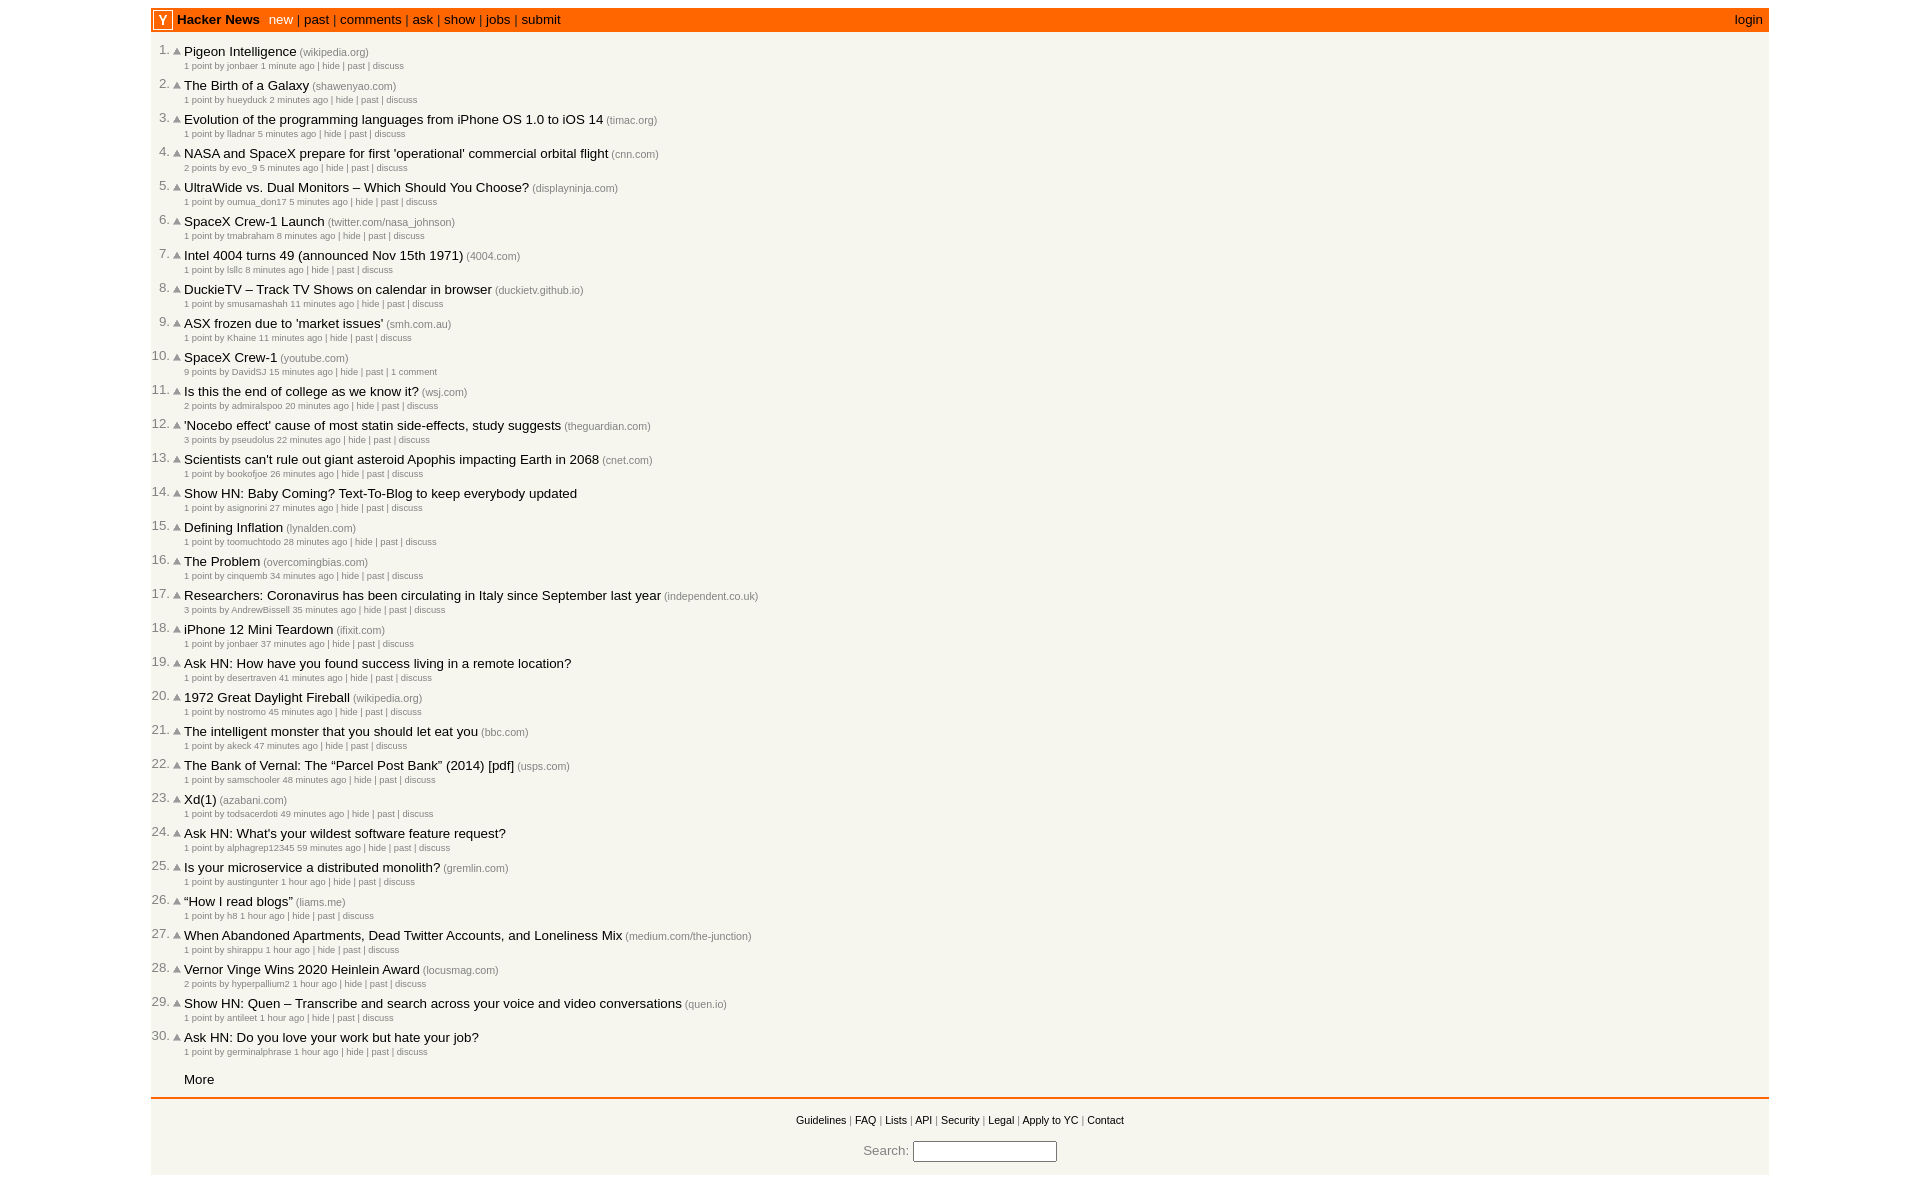 Y Hacker News new | past | comments | ask | show | jobs | submit login
1. Pigeon Intelligence (wikipedia.org)
1 point by jonbaer 1 minute ago | hide | past | discuss
2. The Birth of a Galaxy (shawenyao.com)
1 point by hueyduck 2 minutes ago | hide | past | discuss
3. Evolution of the programming languages from iPhone OS 1.0 to iOS 14 (timac.org)
1 point by lladnar 5 minutes ago | hide | past | discuss
4. NASA and SpaceX prepare for first 'operational' commercial orbital flight (cnn.com)
2 points by evo_9 5 minutes ago | hide | past | discuss
5. UltraWide vs. Dual Monitors – Which Should You Choose? (displayninja.com)
1 point by oumua_don17 5 minutes ago | hide | past | discuss
6. SpaceX Crew-1 Launch (twitter.com/nasa_johnson)
1 point by tmabraham 8 minutes ago | hide | past | discuss
7. Intel 4004 turns 49 (announced Nov 15th 1971) (4004.com)
1 point by lsllc 8 minutes ago | hide | past | discuss
8. DuckieTV – Track TV Shows on calendar in browser (duckietv.github.io)
1 point by smusamashah 11 minutes ago | hide | past | discuss
9. ASX frozen due to 'market issues' (smh.com.au)
1 point by Khaine 11 minutes ago | hide | past | discuss
10. SpaceX Crew-1 (youtube.com)
9 points by DavidSJ 15 minutes ago | hide | past | 1 comment
11. Is this the end of college as we know it? (wsj.com)
2 points by admiralspoo 20 minutes ago | hide | past | discuss
12. 'Nocebo effect' cause of most statin side-effects, study suggests (theguardian.com)
3 points by pseudolus 22 minutes ago | hide | past | discuss
13. Scientists can't rule out giant asteroid Apophis impacting Earth in 2068 (cnet.com)
1 point by bookofjoe 26 minutes ago | hide | past | discuss
14. Show HN: Baby Coming? Text-To-Blog to keep everybody updated
1 point by asignorini 27 minutes ago | hide | past | discuss
15. Defining Inflation (lynalden.com)
1 point by toomuchtodo 28 minutes ago | hide | past | discuss
16. The Problem (overcomingbias.com)
1 point by cinquemb 34 minutes ago | hide | past | discuss
17. Researchers: Coronavirus has been circulating in Italy since September last year (independent.co.uk)
3 points by AndrewBissell 35 minutes ago | hide | past | discuss
18. iPhone 12 Mini Teardown (ifixit.com)
1 point by jonbaer 37 minutes ago | hide | past | discuss
19. Ask HN: How have you found success living in a remote location?
1 point by desertraven 41 minutes ago | hide | past | discuss
20. 1972 Great Daylight Fireball (wikipedia.org)
1 point by nostromo 45 minutes ago | hide | past | discuss
21. The intelligent monster that you should let eat you (bbc.com)
1 point by akeck 47 minutes ago | hide | past | discuss
22. The Bank of Vernal: The “Parcel Post Bank” (2014) [pdf] (usps.com)
1 point by samschooler 48 minutes ago | hide | past | discuss
23. Xd(1) (azabani.com)
1 point by todsacerdoti 49 minutes ago | hide | past | discuss
24. Ask HN: What's your wildest software feature request?
1 point by alphagrep12345 59 minutes ago | hide | past | discuss
25. Is your microservice a distributed monolith? (gremlin.com)
1 point by austingunter 1 hour ago | hide | past | discuss
26. “How I read blogs” (liams.me)
1 point by h8 1 hour ago | hide | past | discuss
27. When Abandoned Apartments, Dead Twitter Accounts, and Loneliness Mix (medium.com/the-junction)
1 point by shirappu 1 hour ago | hide | past | discuss
28. Vernor Vinge Wins 2020 Heinlein Award (locusmag.com)
2 points by hyperpallium2 1 hour ago | hide | past | discuss
29. Show HN: Quen – Transcribe and search across your voice and video conversations (quen.io)
1 point by antileet 1 hour ago | hide | past | discuss
30. Ask HN: Do you love your work but hate your job?
1 point by germinalphrase 1 hour ago | hide | past | discuss
More
Guidelines | FAQ | Lists | API | Security | Legal | Apply to YC | Contact
Search: